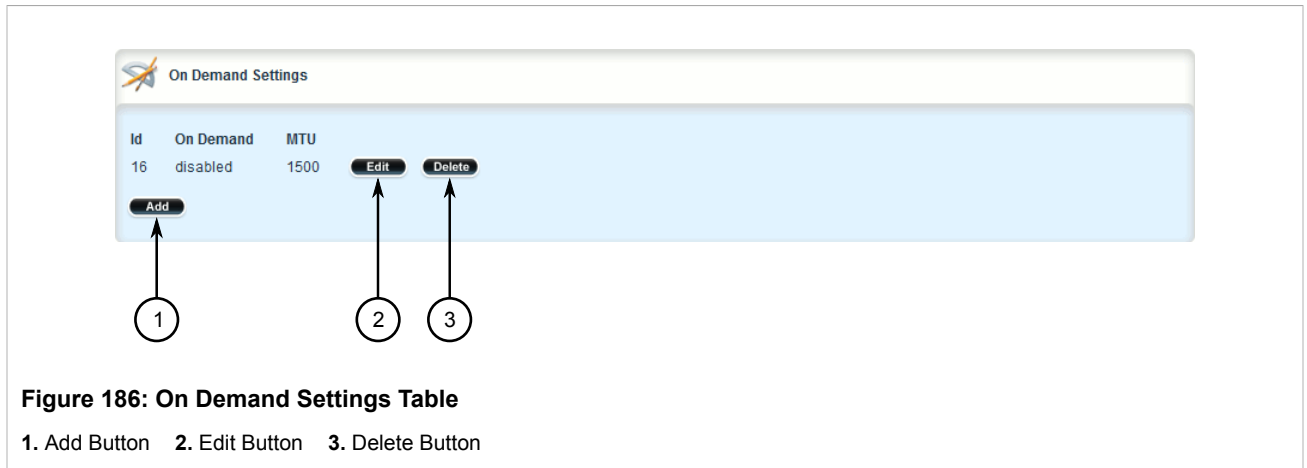 On Demand Settings
Id On Demand MTU
16 disabled 1500 Edit Delete
Add
1 2 3
Figure 186: On Demand Settings Table
1. Add Button 2. Edit Button 3. Delete Button